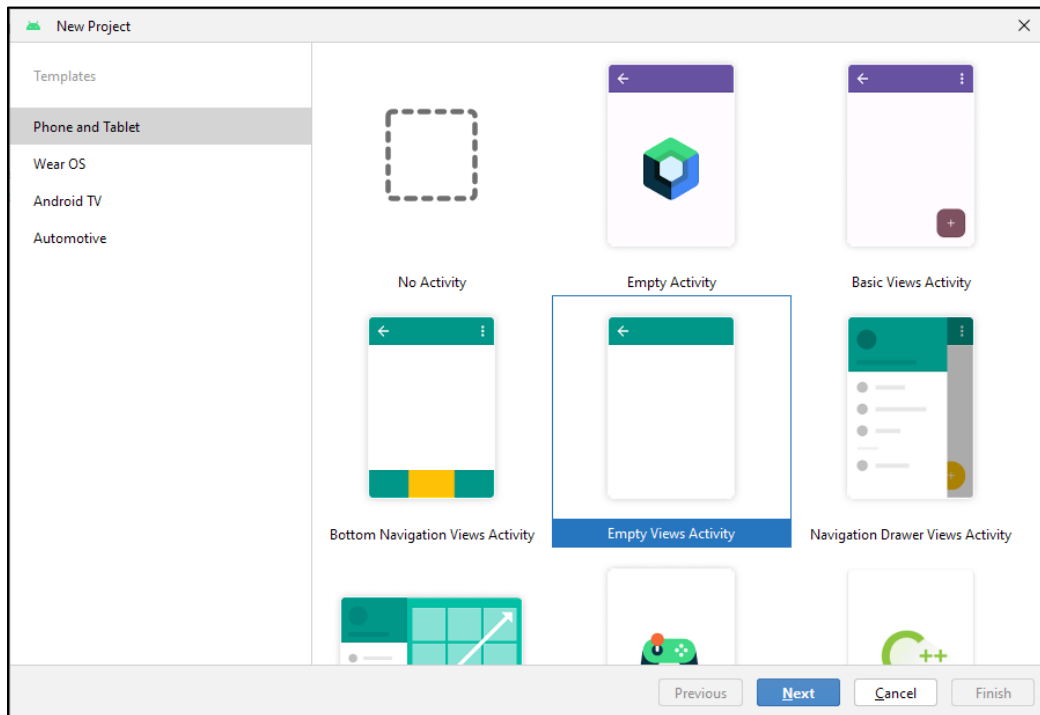 New Project
Templates
Phone and Tablet
Wear OS
Android TV
Automotive
No Activity
Empty Activity
+
Basic Views Activity
Bottom Navigation Views Activity
Empty Views Activity
+
Navigation Drawer Views Activity
++
Previous
Next
Cancel
Finish